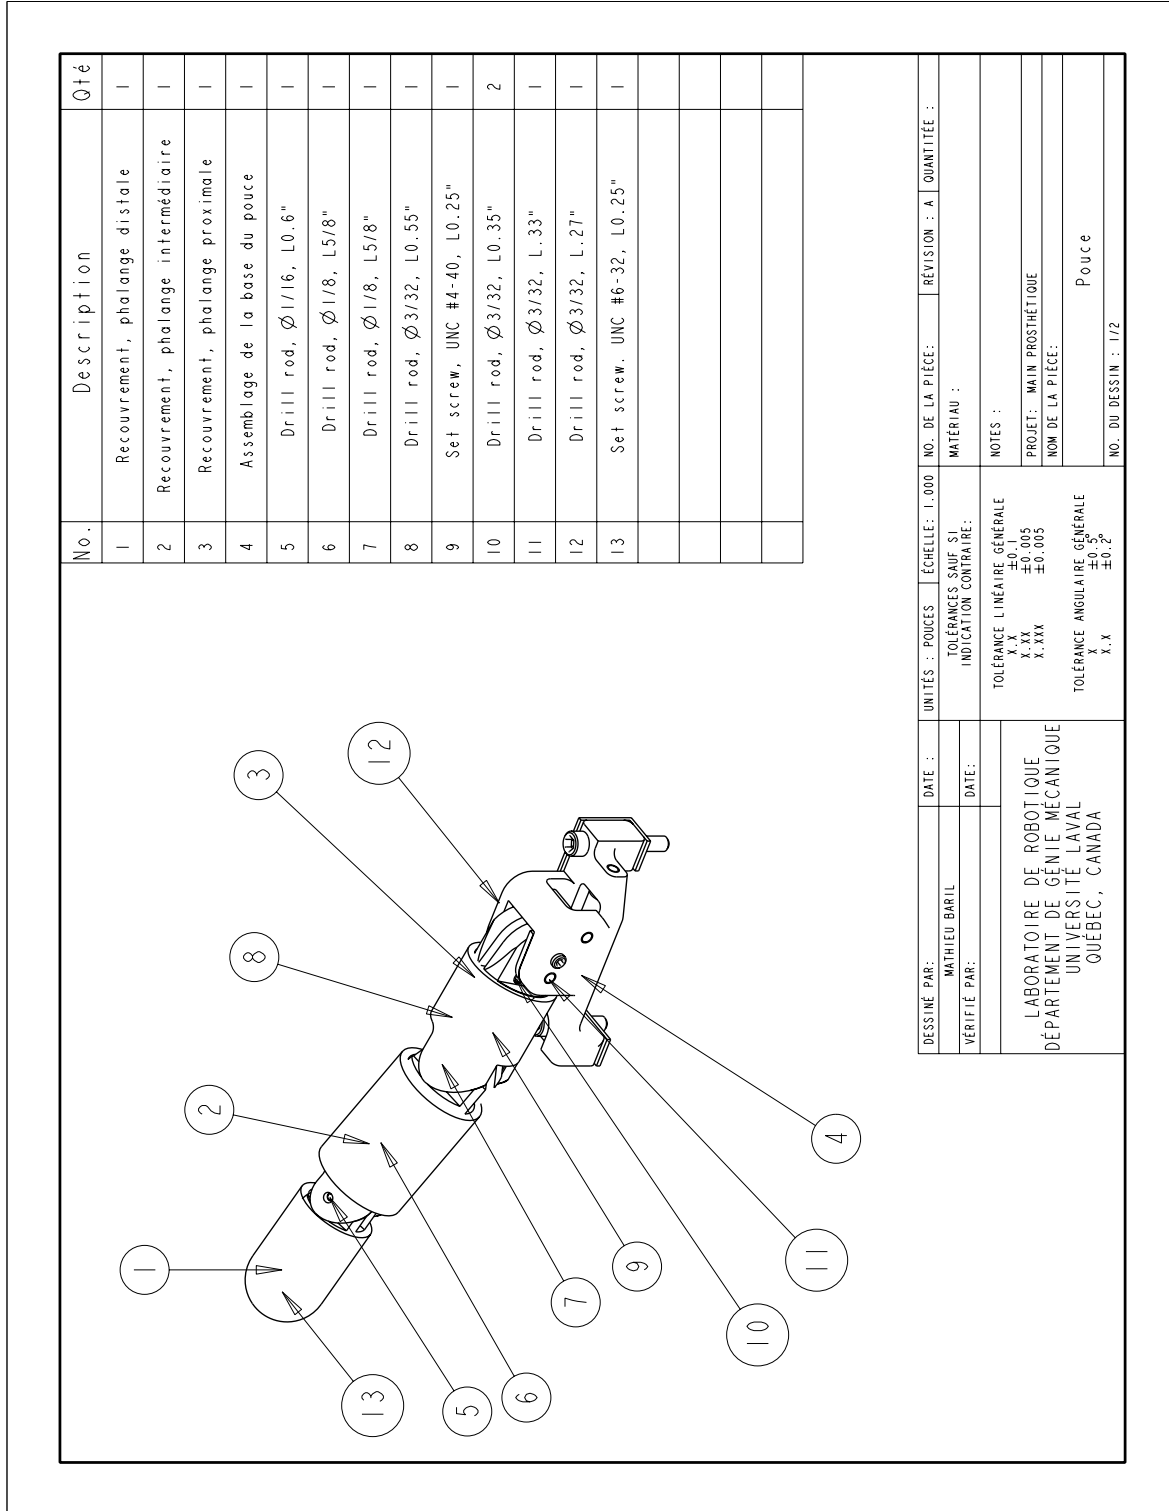 No. Description Qté
1 Recouvrement, phalange distale 1
2 Recouvrement, phalange intermédiaire 1
3 Recouvrement, phalange proximale 1
4 Assemblage de la base du pouce 1
5 Drill rod, Ø1/16, L0.6" 1
6 Drill rod, Ø1/8, L5/8" 1
7 Drill rod, Ø1/8, L5/8" 1
8 Drill rod, Ø3/32, L0.55" 1
9 Set screw, UNC #4-40, L0.25" 1
10 Drill rod, Ø3/32, L0.35" 2
11 Drill rod, Ø3/32, L.33" 1
12 Drill rod, Ø3/32, L.27" 1
13 Set screw. UNC #6-32, L0.25" 1
12
3
8
2
1
13
5
6
7
9
10
11
4
DESSINÉ PAR: DATE :
MATHIEU BARIL
VÉRIFIÉ PAR: DATE:
LABORATOIRE DE ROBOTIQUE
DÉPARTEMENT DE GÉNIE MÉCANIQUE
UNIVERSITÉ LAVAL
QUÉBEC, CANADA
UNITÉS : POUCES ÉCHELLE: 1.000
TOLÉRANCES SAUF SI
INDICATION CONTRAIRE:
TOLÉRANCE LINÉAIRE GÉNÉRALE
X.X ±0.1
X.XX ±0.005
X.XXX ±0.005
TOLÉRANCE ANGULAIRE GÉNÉRALE
X ±0.5°
X.X ±0.2°
NO. DE LA PIÈCE: RÉVISION : A QUANTITÉE :
MATÉRIAU :
NOTES :
PROJET: MAIN PROSTHÉTIQUE
NOM DE LA PIÈCE:
Pouce
NO. DU DESSIN : 1/2